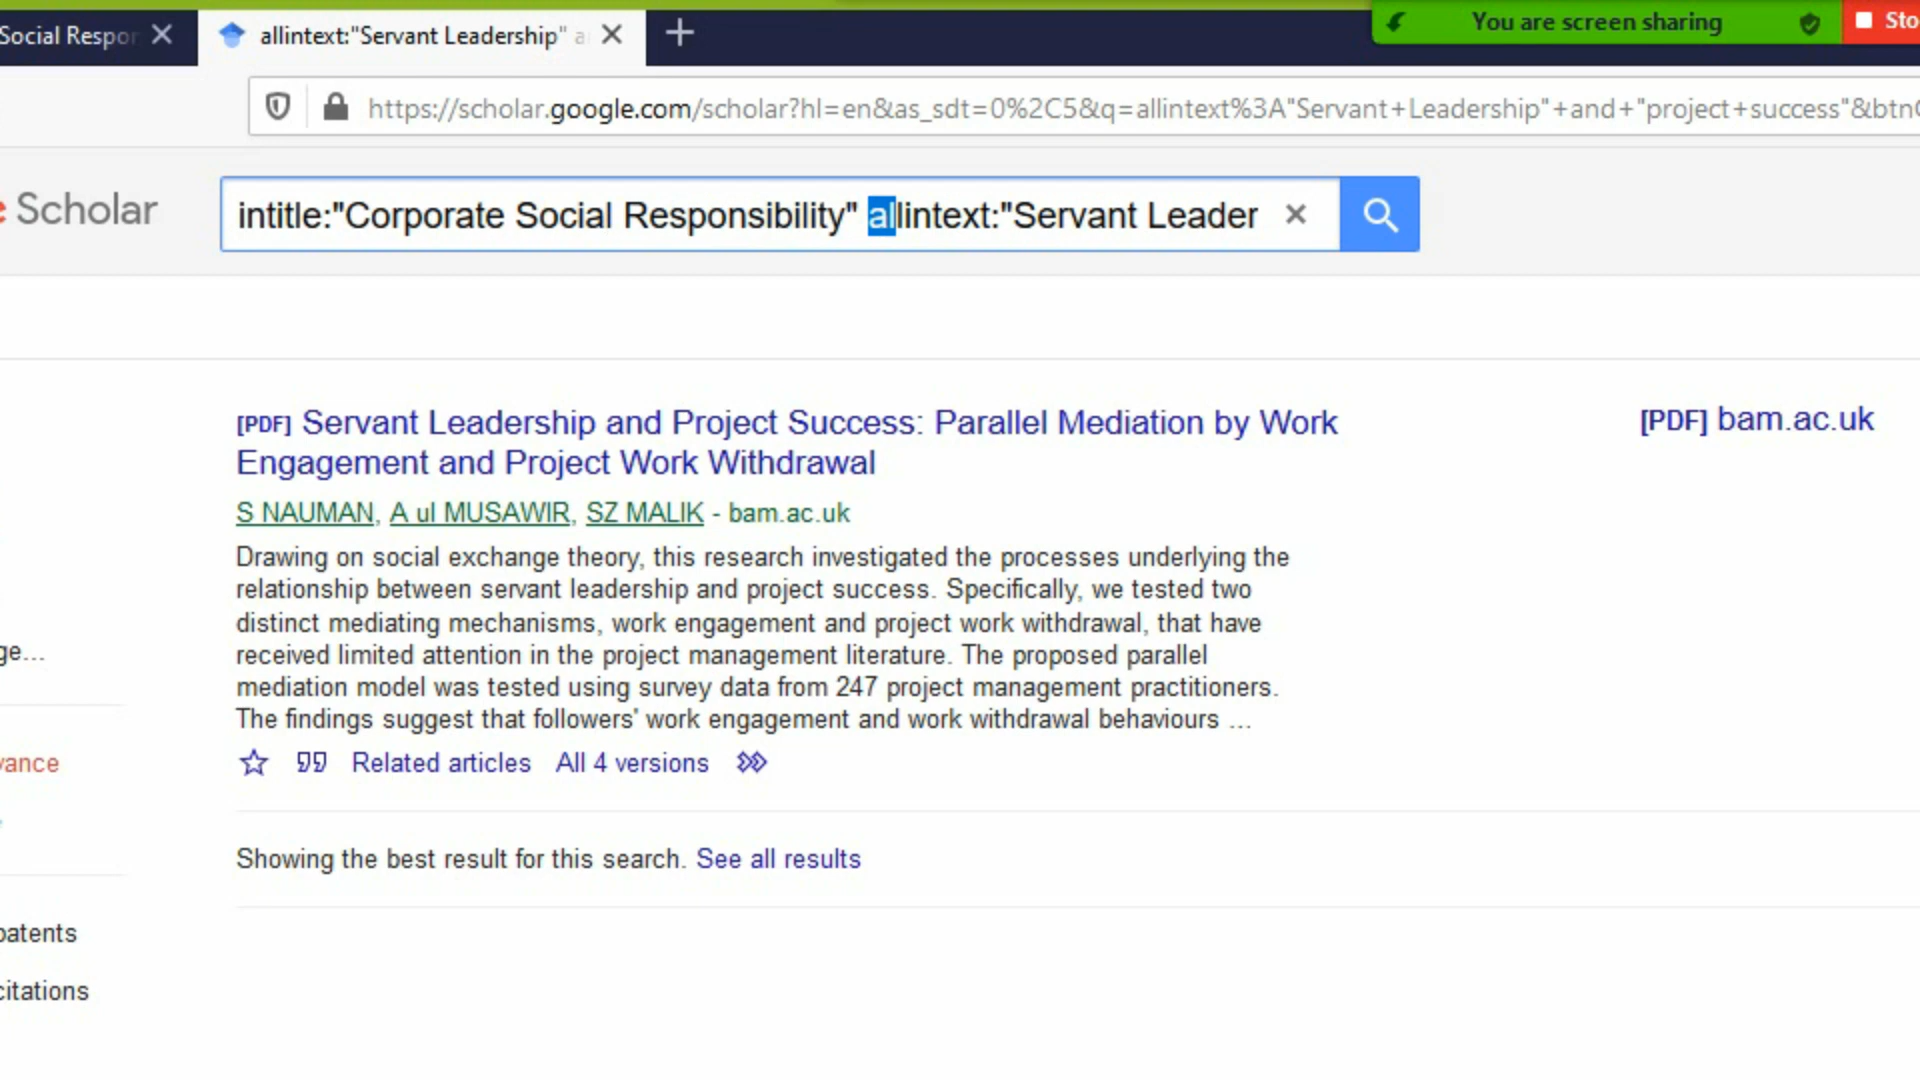 Social Respon
allintext:"Servant Leadership" a
You are screen sharing
Sto
https://scholar.google.com/scholar?hl=en&as_sdt=0%2C5&q=allintext%3A"Servant+Leadership"+and+"project+success"&btnG
Scholar
intitle:"Corporate Social Responsibility" allintext:"Servant Leader
[PDF] Servant Leadership and Project Success: Parallel Mediation by Work
Engagement and Project Work Withdrawal
[PDF] bam.ac.uk
S NAUMAN, A ul MUSAWIR, SZ MALIK - bam.ac.uk
Drawing on social exchange theory, this research investigated the processes underlying the
relationship between servant leadership and project success. Specifically, we tested two
distinct mediating mechanisms, work engagement and project work withdrawal, that have
received limited attention in the project management literature. The proposed parallel
mediation model was tested using survey data from 247 project management practitioners.
The findings suggest that followers' work engagement and work withdrawal behaviours ...
Related articles All 4 versions
Showing the best result for this search. See all results
ge...
vance
patents
citations